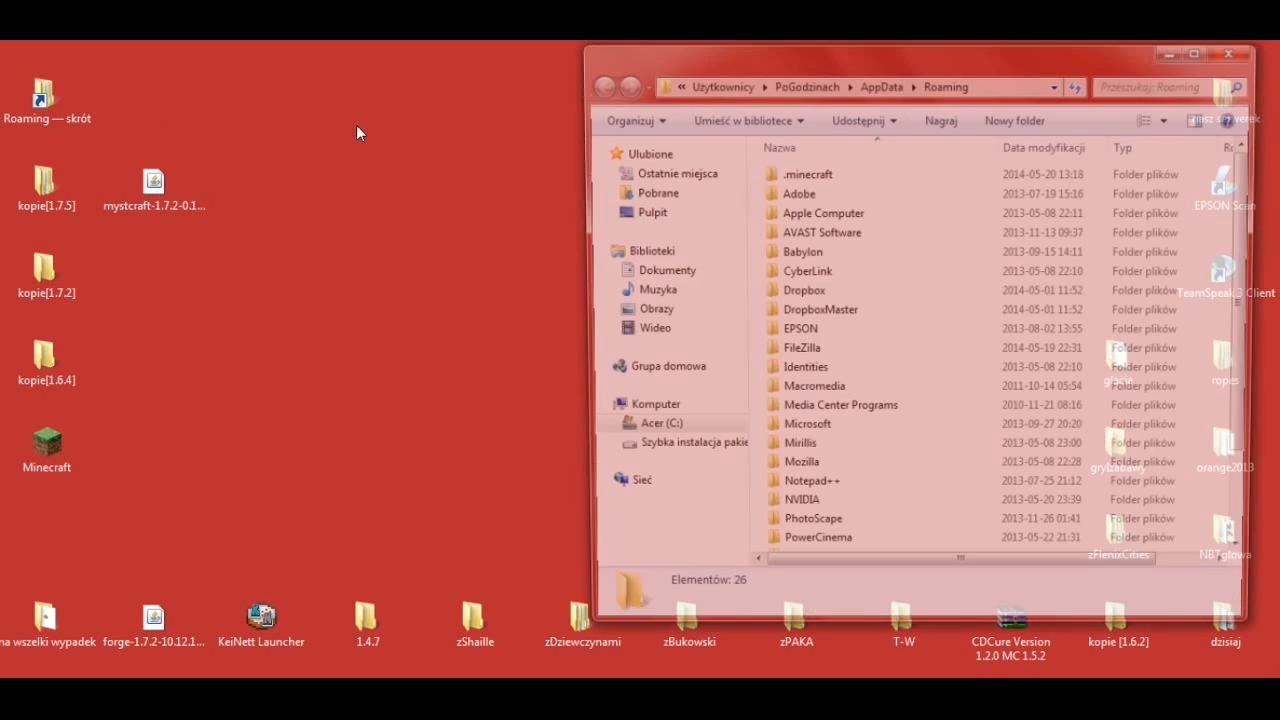 Roaming — skrót
kopie[1.7.5]
mystcraft-1.7.2-0.1...
kopie[1.7.2]
kopie[1.6.4]
Minecraft
na wszelki wypadek
forge-1.7.2-10.12.1...
KeiNett Launcher
1.4.7
zShaille
zDziewczynami
zBukowski
zPAKA
T-W
CDCure Version
1.2.0 MC 1.5.2
kopie [1.6.2]
dzisiaj
« Użytkownicy PoGodzinach AppData Roaming
Przeszukaj: Roaming
Organizuj Umieść w bibliotece Udostępnij Nagraj Nowy folder
Ulubione
Ostatnie miejsca
Pobrane
Pulpit
Biblioteki
Dokumenty
Muzyka
Obrazy
Wideo
Grupa domowa
Komputer
Acer (C:)
Szybka instalacja pakie
Sieć
Nazwa Data modyfikacji Typ
.minecraft 2014-05-20 13:18 Folder plików
Adobe 2013-07-19 15:16 Folder plików
Apple Computer 2013-05-08 22:11 Folder plików
AVAST Software 2013-11-13 09:37 Folder plików
Babylon 2013-09-15 14:11 Folder plików
CyberLink 2013-05-08 22:10 Folder plików
Dropbox 2014-05-01 11:52 Folder plików
DropboxMaster 2014-05-01 11:52 Folder plików
EPSON 2013-08-02 13:55 Folder plików
FileZilla 2014-05-19 22:31 Folder plików
Identities 2013-05-08 22:10 Folder plików
Macromedia 2011-10-14 05:54 Folder plików
Media Center Programs 2010-11-21 08:16 Folder plików
Microsoft 2013-09-27 20:20 Folder plików
Mirillis 2013-05-08 23:00 Folder plików
Mozilla 2013-05-08 22:28 Folder plików
Notepad++ 2013-07-25 21:12 Folder plików
NVIDIA 2013-05-20 23:39 Folder plików
PhotoScape 2013-11-26 01:41 Folder plików
PowerCinema 2013-05-22 21:31 Folder plików
Elementów: 26
EPSON Scan
TeamSpeak 3 Client
glacie
ropes
gryIzabawy
orange2013
zFlenixCities
NBTglowa